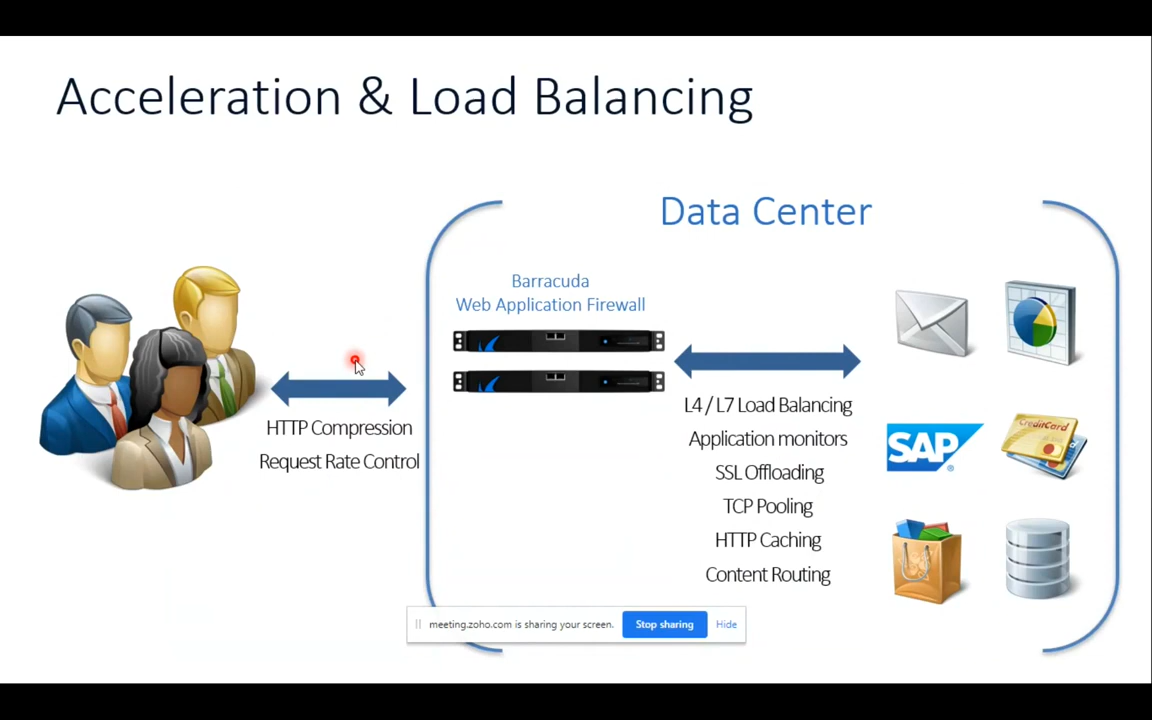 Acceleration & Load Balancing
Data Center
Barracuda
Web Application Firewall
HTTP Compression
Request Rate Control
L4 / L7 Load Balancing
Application monitors
SSL Offloading
TCP Pooling
HTTP Caching
Content Routing
CreditCard
SAP
®
meeting.zoho.com is sharing your screen.
Stop sharing
Hide